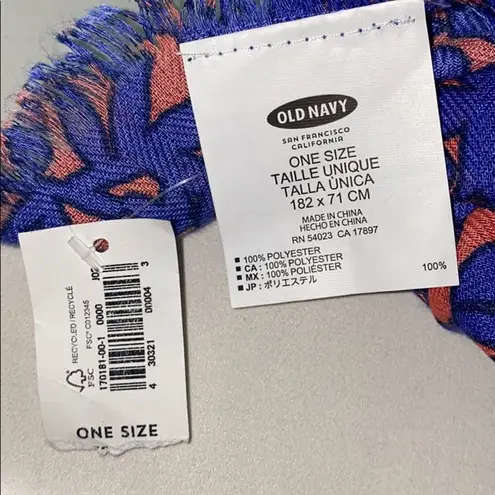 OLD NAVY
SAN FRANCISCO
CALIFORNIA
ONE SIZE
TAILLE UNIQUE
TALLA ÚNICA
182 x 71 CM
MADE IN CHINA
HECHO EN CHINA
RN 54023 CA 17897
■ 100% POLYESTER
■ CA : 100% POLYESTER
■ MX : 100% POLIÉSTER
■ JP : ポリエステル 100%
RECYCLED / RECYCLÉ
FSC
FSC® C012345
170181-00-1 0000
4 30321 00004 3
ONE SIZE